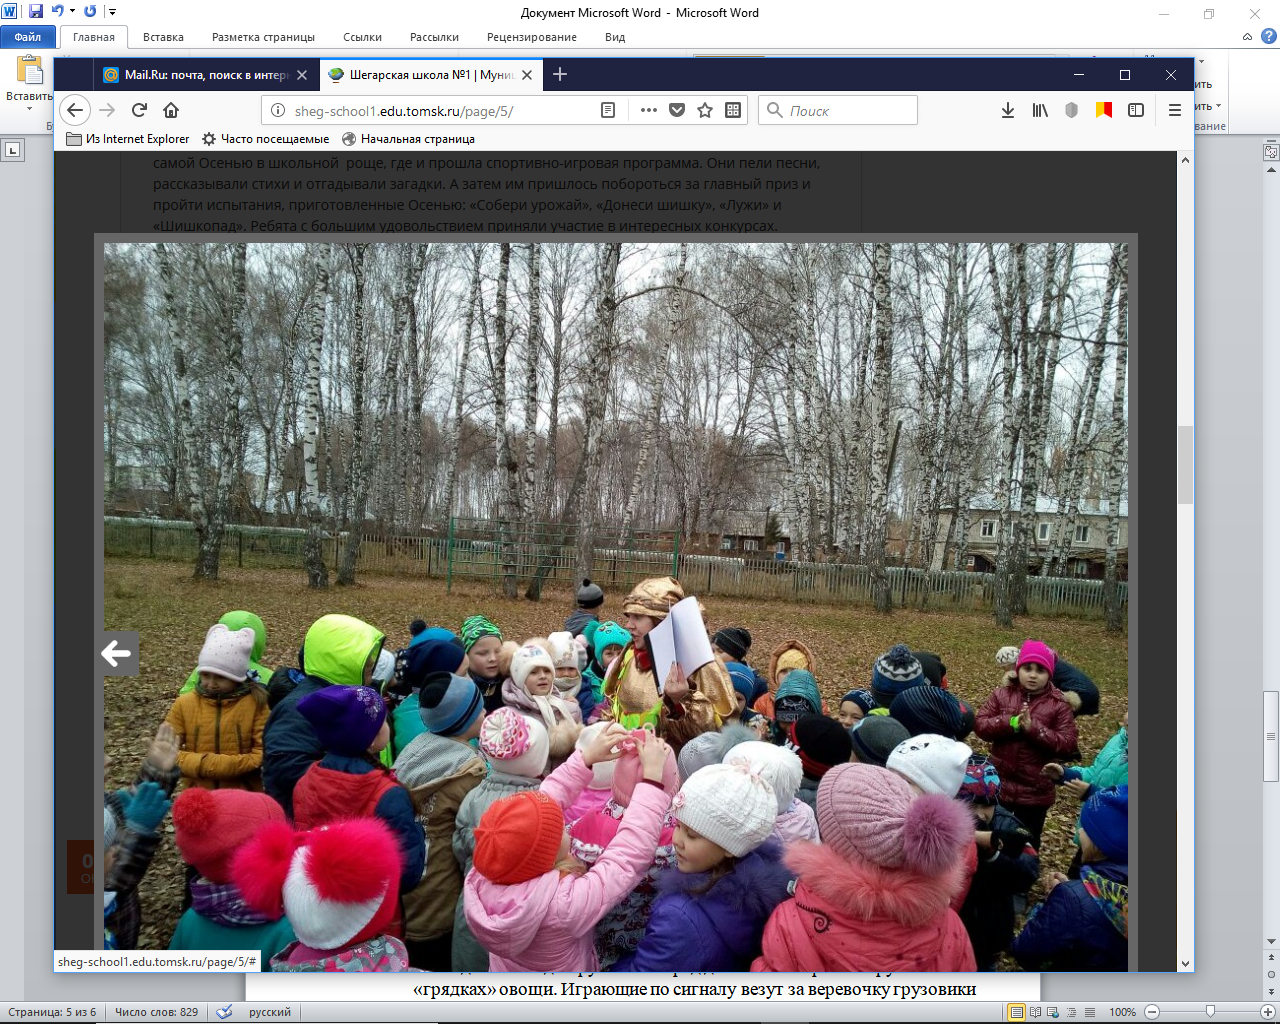 Документ Microsoft Word - Microsoft Word
Файл
Главная
Вставка
Разметка страницы
Ссылки
Рассылки
Рецензирование
Вид
Вставить
Mail.Ru: почта, поиск в интерн
Шегарская школа №1 | Муниц
sheg-school1.edu.tomsk.ru/page/5/
Поиск
Из Internet Explorer
Часто посещаемые
Начальная страница
самой Осенью в школьной роще, где и прошла спортивно-игровая программа. Они пели песни,
рассказывали стихи и отгадывали загадки. А затем им пришлось побороться за главный приз и
пройти испытания, приготовленные Осенью: «Собери урожай», «Донеси шишку», «Лужи» и
«Шишкопад». Ребята с большим удовольствием приняли участие в интересных конкурсах.
sheg-school1.edu.tomsk.ru/page/5/#
«грядках» овощи. Играющие по сигналу везут за веревочку грузовики
Страница: 5 из 6
Число слов: 829
русский
100%